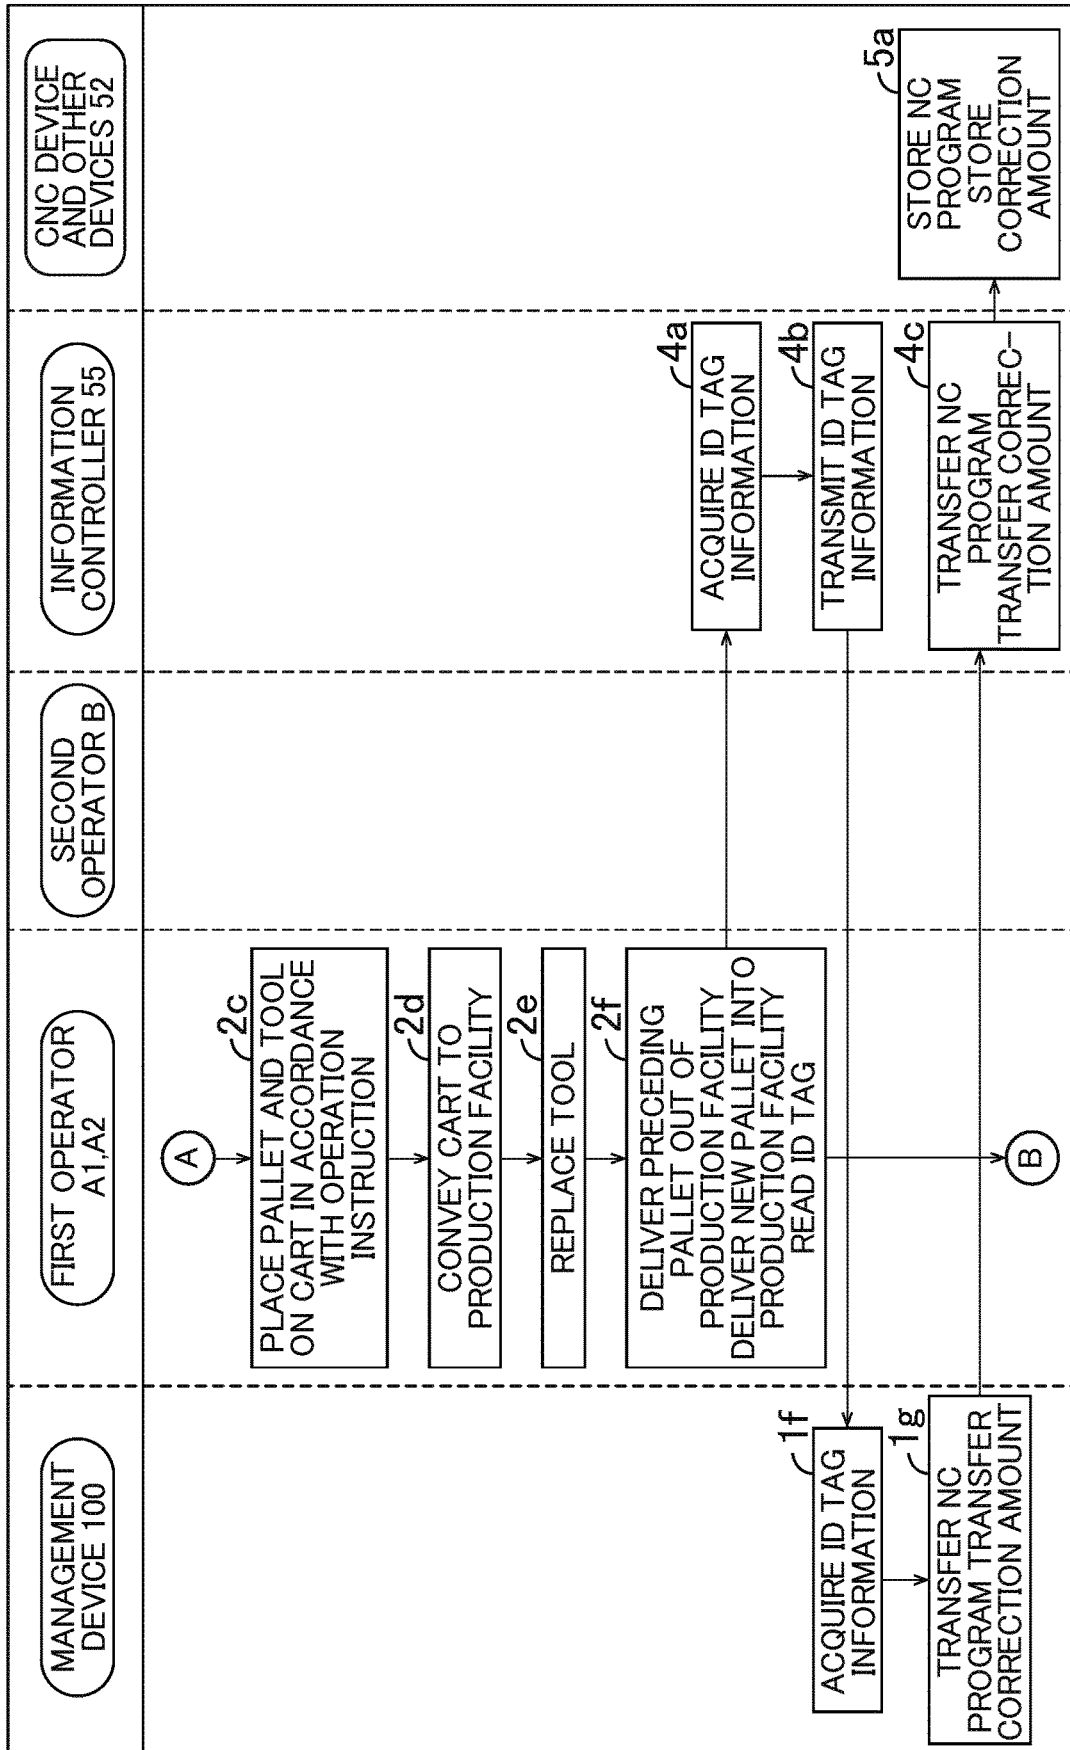 MANAGEMENT
DEVICE 100
FIRST OPERATOR
A1,A2
SECOND
OPERATOR B
INFORMATION
CONTROLLER 55
CNC DEVICE
AND OTHER
DEVICES 52
A
2c
PLACE PALLET AND TOOL
ON CART IN ACCORDANCE
WITH OPERATION
INSTRUCTION
2d
CONVEY CART TO
PRODUCTION FACILITY
2e
REPLACE TOOL
2f
DELIVER PRECEDING
PALLET OUT OF
PRODUCTION FACILITY
DELIVER NEW PALLET INTO
PRODUCTION FACILITY
READ ID TAG
4a
ACQUIRE ID TAG
INFORMATION
4b
TRANSMIT ID TAG
INFORMATION
1f
ACQUIRE ID TAG
INFORMATION
1g
TRANSFER NC
PROGRAM TRANSFER
CORRECTION AMOUNT
4c
TRANSFER NC
PROGRAM
TRANSFER CORREC-
TION AMOUNT
5a
STORE NC
PROGRAM
STORE
CORRECTION
AMOUNT
B